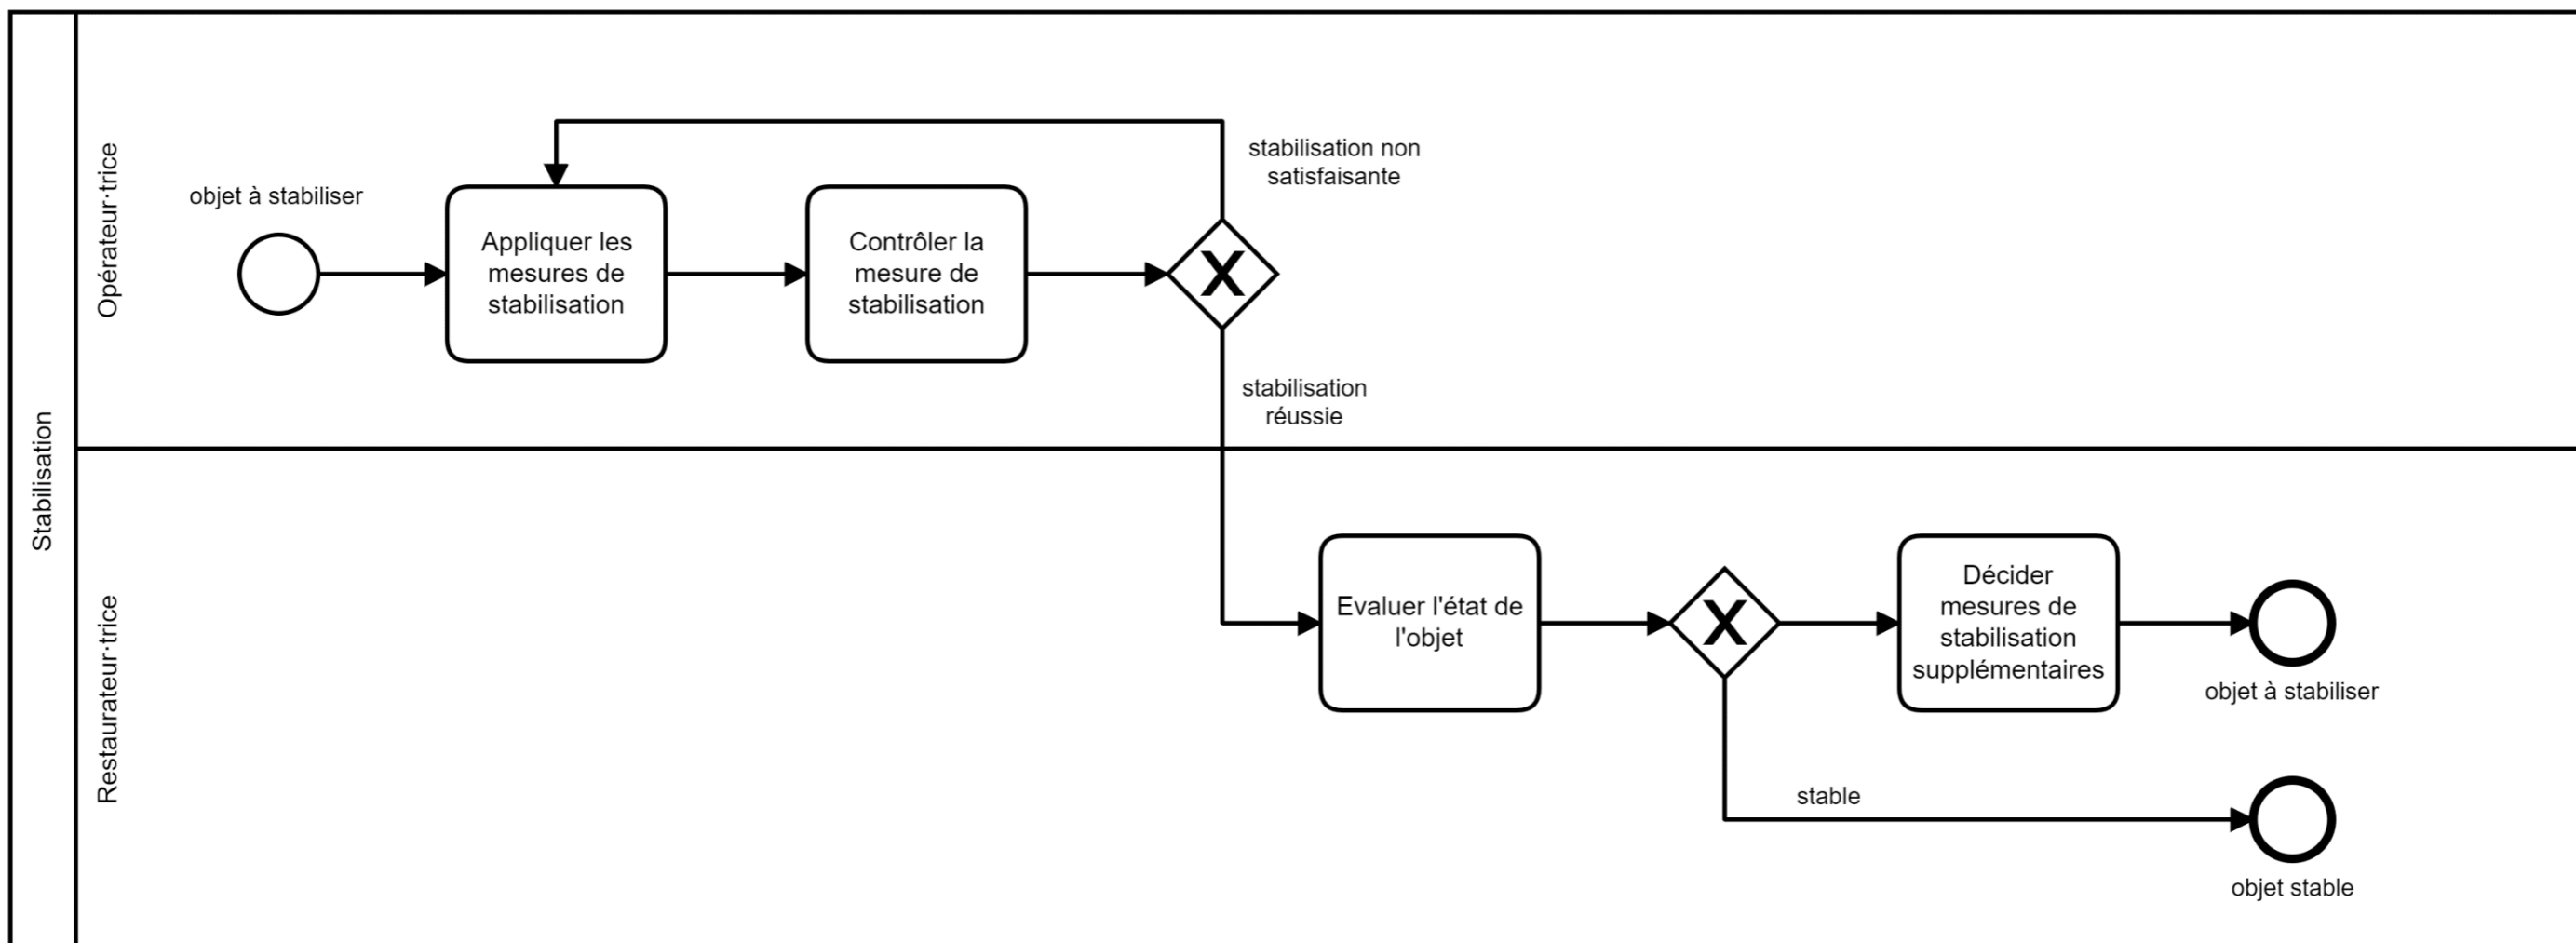 Stabilisation
Opérateur·trice
objet à stabiliser
Appliquer les
mesures de
stabilisation
Contrôler la
mesure de
stabilisation
X
stabilisation non
satisfaisante
stabilisation
réussie
Restaurateur·trice
Evaluer l'état de
l'objet
X
Décider
mesures de
stabilisation
supplémentaires
objet à stabiliser
stable
objet stable